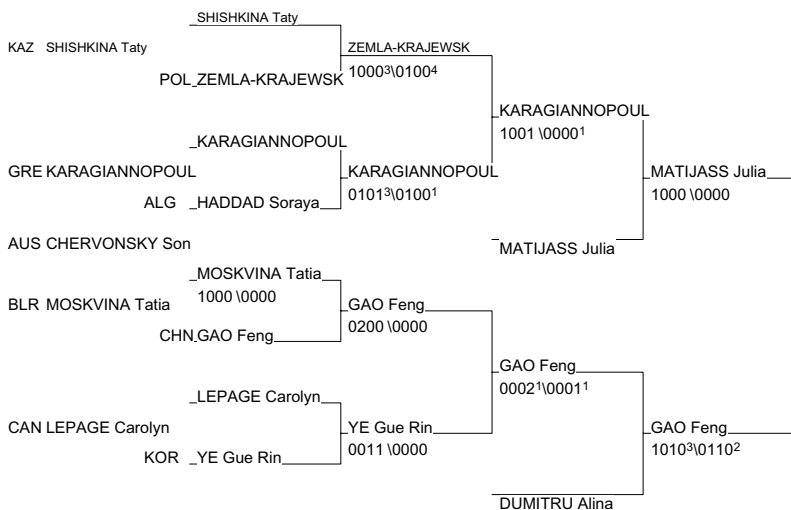 SHISHKINA Taty
KAZ SHISHKINA Taty
ZEMLA-KRAJEWSK
1000³\0100⁴
POL ZEMLA-KRAJEWSK
KARAGIANNOPOUL
1001 \0000¹
KARAGIANNOPOUL
GRE KARAGIANNOPOUL
KARAGIANNOPOUL
0101³\0100¹
MATIJASS Julia
1000 \0000
ALG HADDAD Soraya
AUS CHERVONSKY Son
MATIJASS Julia
MOSKVINA Tatia
1000 \0000
BLR MOSKVINA Tatia
GAO Feng
0200 \0000
CHN GAO Feng
GAO Feng
0002¹\0001¹
LEPAGE Carolyn
CAN LEPAGE Carolyn
YE Gue Rin
0011 \0000
GAO Feng
1010³\0110²
KOR YE Gue Rin
DUMITRU Alina